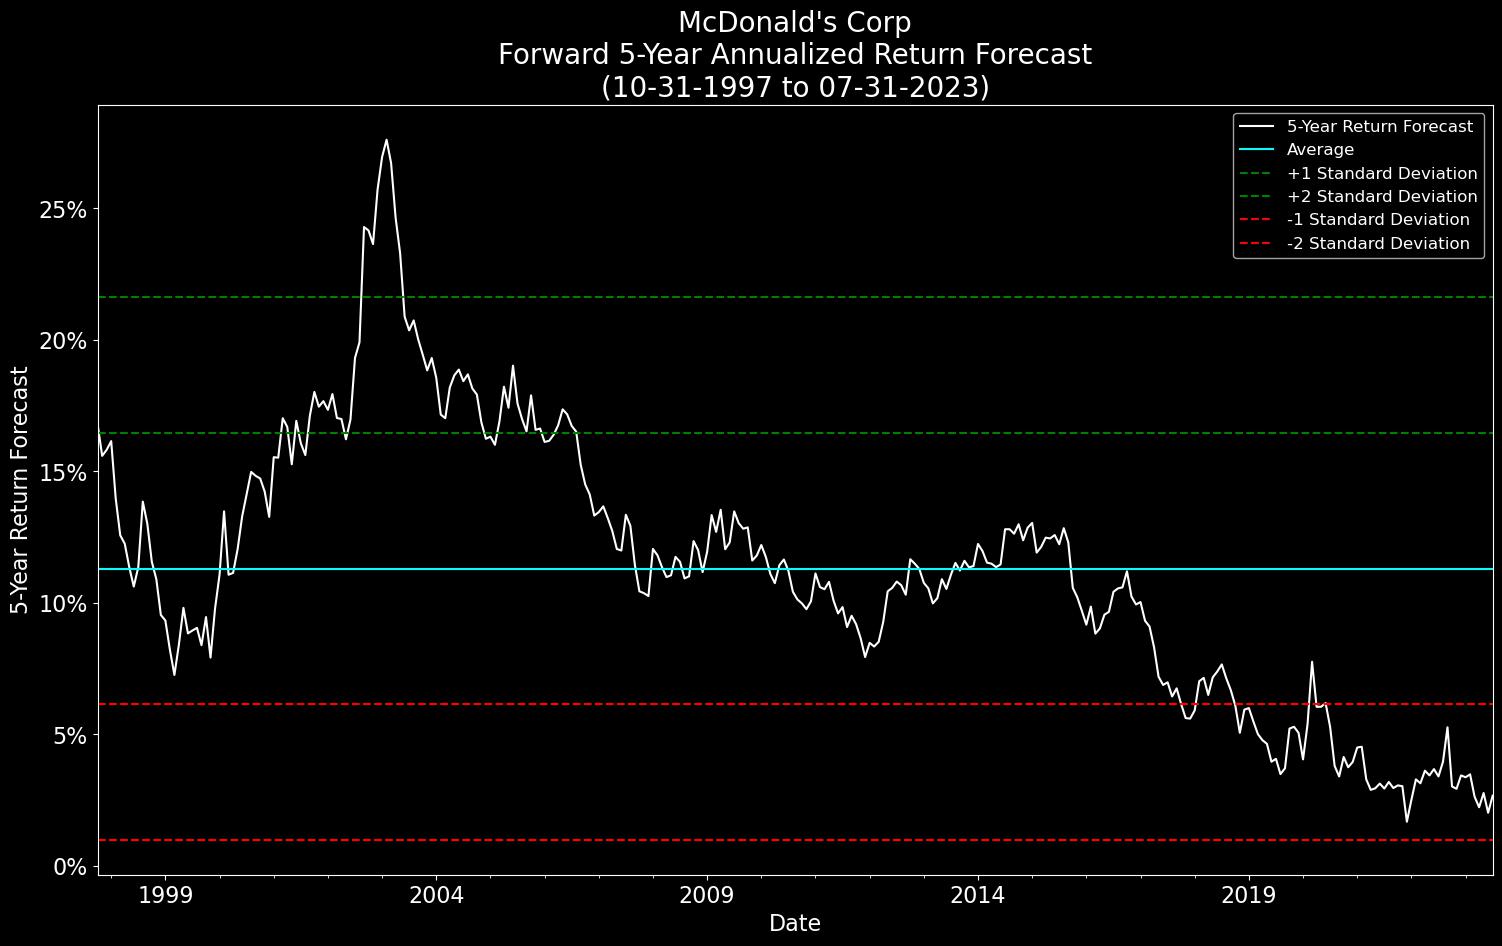 McDonald's Corp
Forward 5-Year Annualized Return Forecast
(10-31-1997 to 07-31-2023)
5-Year Return Forecast
Average
+1 Standard Deviation
+2 Standard Deviation
-1 Standard Deviation
-2 Standard Deviation
25%
20%
15%
10%
5%
0%
5-Year Return Forecast
1999
2004
2009
2014
2019
Date